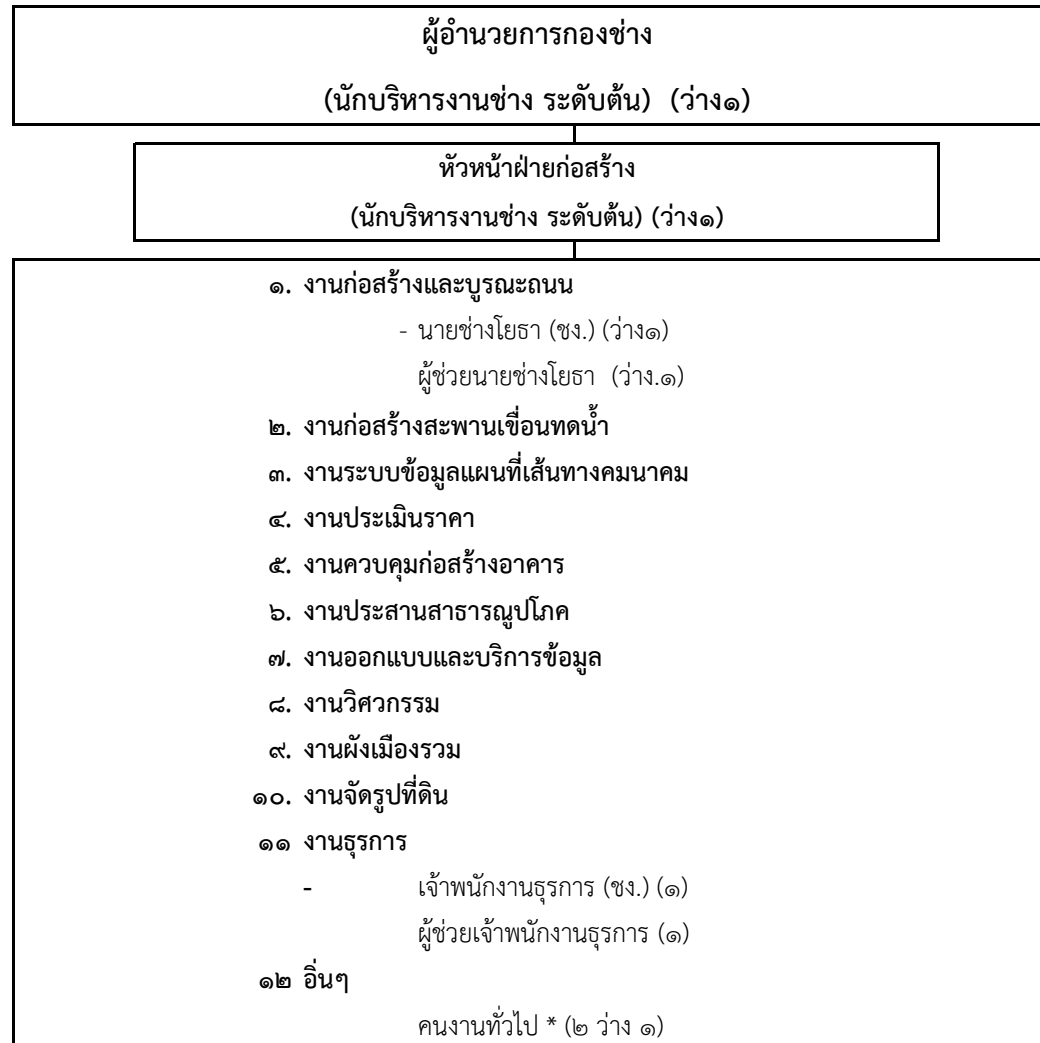 ผู้อำนวยการกองช่าง
(นักบริหารงานช่าง ระดับต้น) (ว่าง๑)
หัวหน้าฝ่ายก่อสร้าง
(นักบริหารงานช่าง ระดับต้น) (ว่าง๑)
๑. งานก่อสร้างและบูรณะถนน
- นายช่างโยธา (ชง.) (ว่าง๑)
ผู้ช่วยนายช่างโยธา (ว่าง.๑)
๒. งานก่อสร้างสะพานเขื่อนทดน้ำ
๓. งานระบบข้อมูลแผนที่เส้นทางคมนาคม
๔. งานประเมินราคา
๕. งานควบคุมก่อสร้างอาคาร
๖. งานประสานสาธารณูปโภค
๗. งานออกแบบและบริการข้อมูล
๘. งานวิศวกรรม
๙. งานผังเมืองรวม
๑๐. งานจัดรูปที่ดิน
๑๑ งานธุรการ
- เจ้าพนักงานธุรการ (ชง.) (๑)
ผู้ช่วยเจ้าพนักงานธุรการ (๑)
๑๒ อื่นๆ
คนงานทั่วไป * (๒ ว่าง ๑)